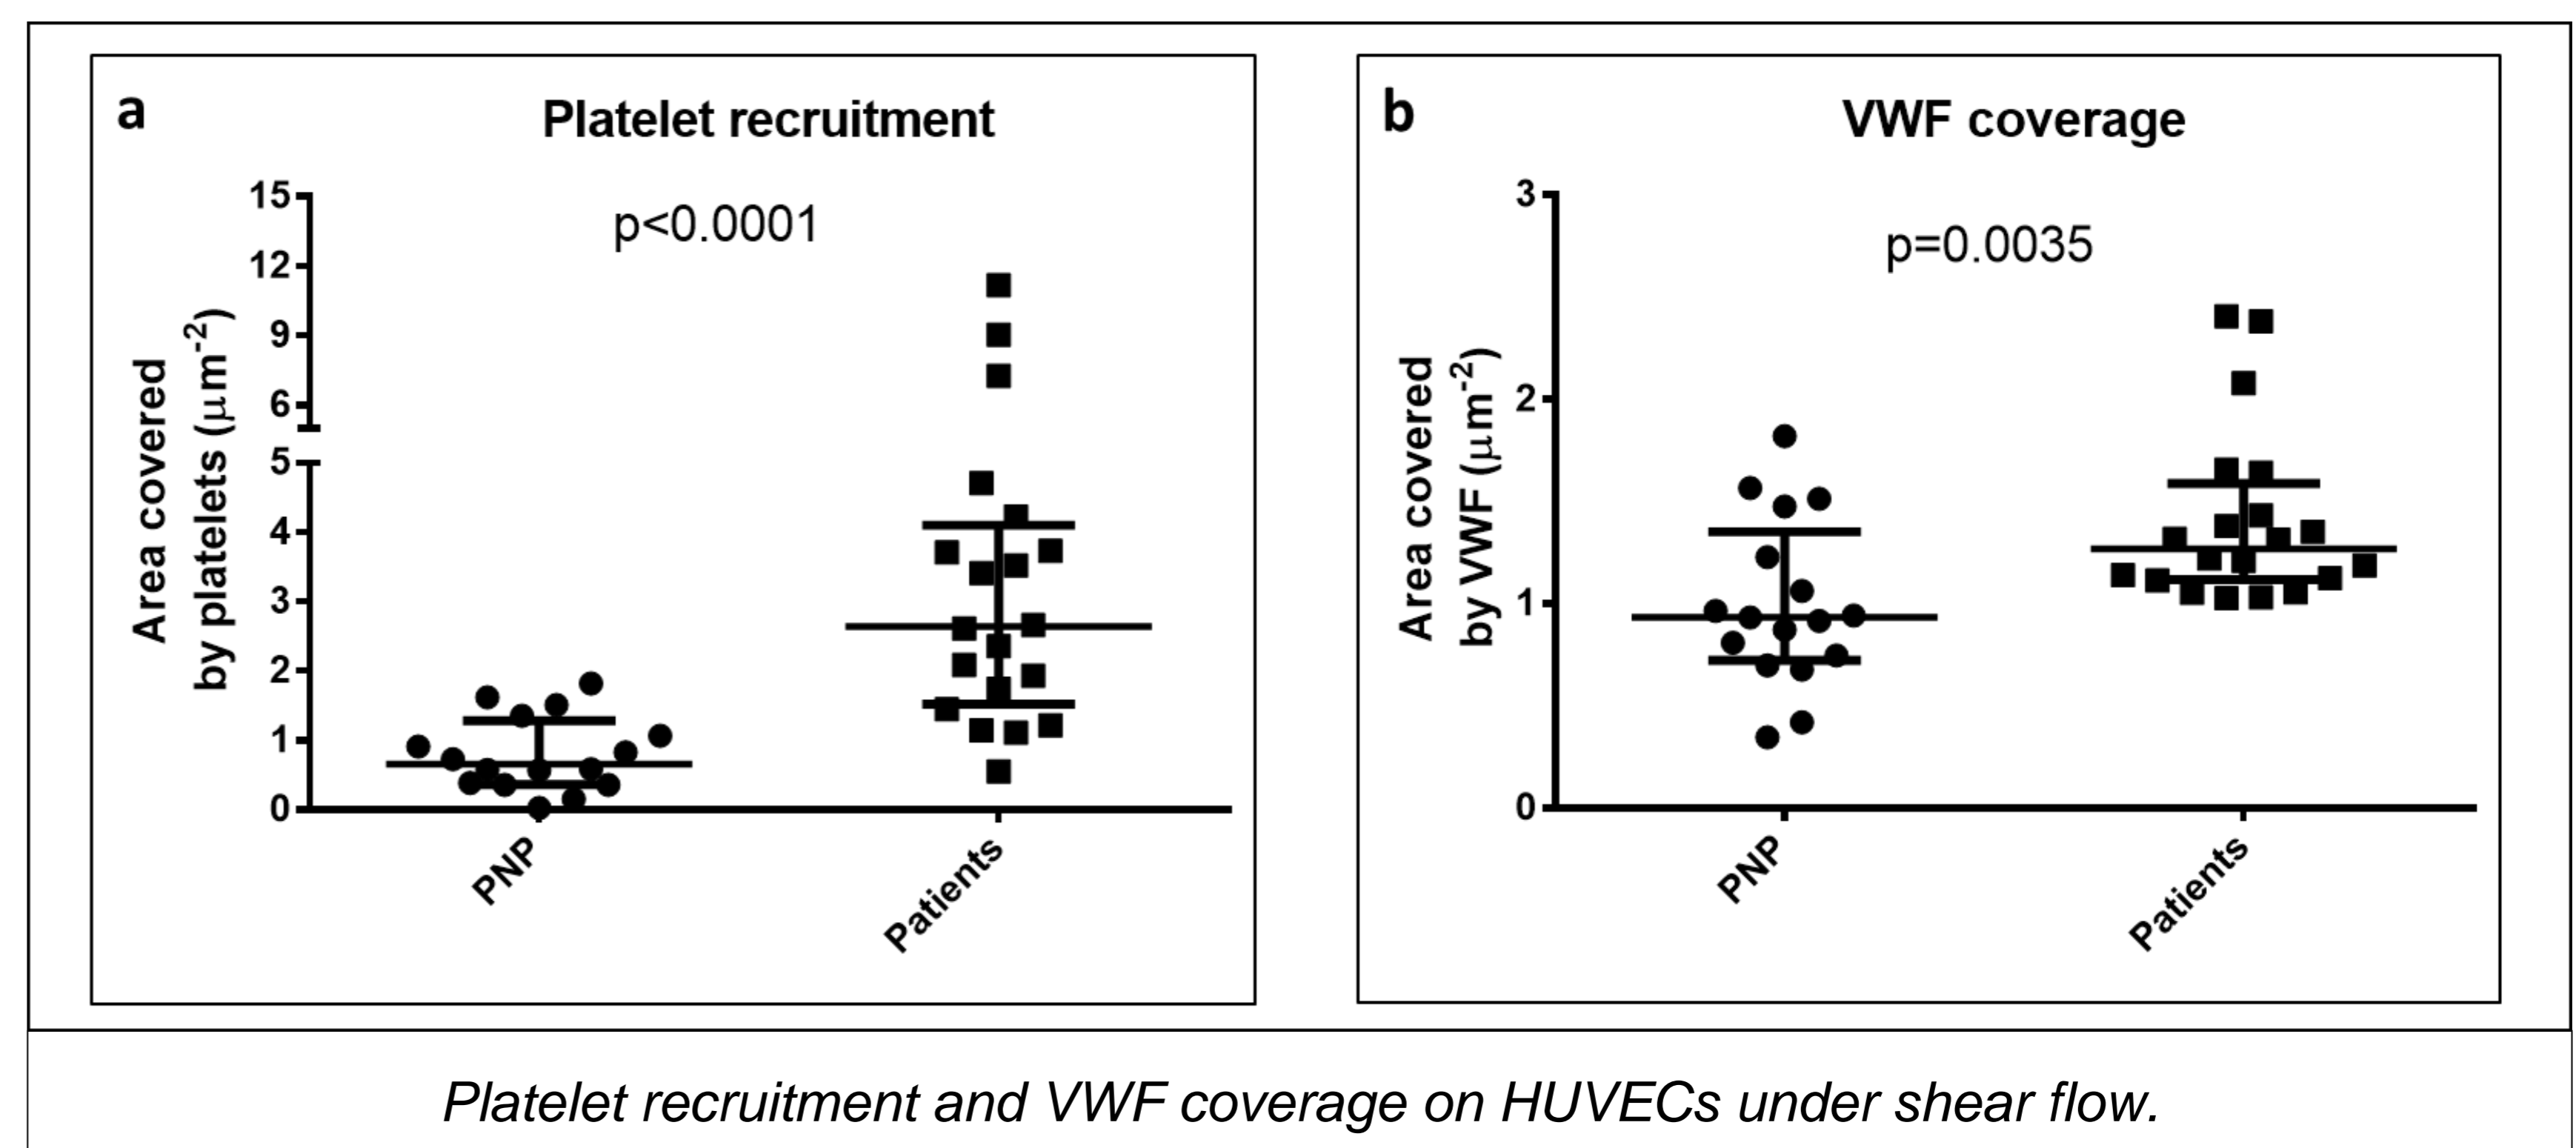 a
Platelet recruitment
p<0.0001
15
12
9
6
5
4
3
2
1
0
Area covered
by platelets (μm⁻²)
PNP
Patients
b
VWF coverage
p=0.0035
3
2
1
0
Area covered
by VWF (μm⁻²)
PNP
Patients
Platelet recruitment and VWF coverage on HUVECs under shear flow.